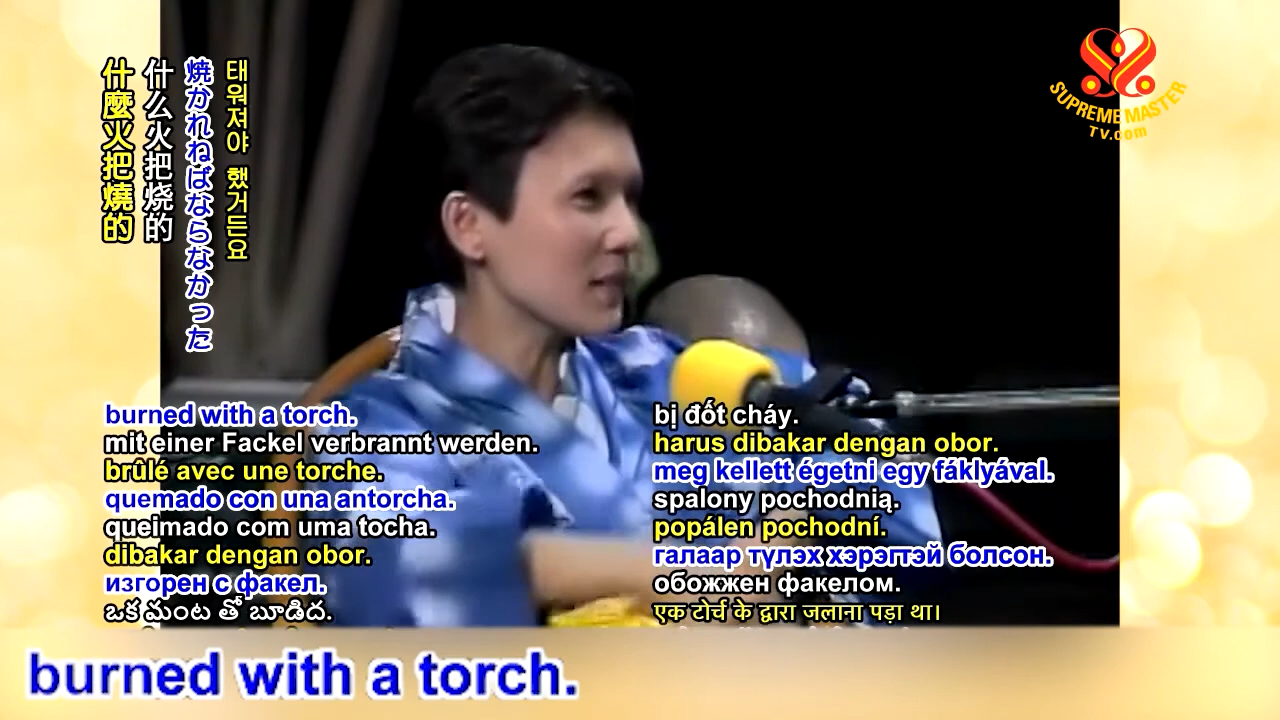 什麼火把燒的
什么火把烧的
焼かれねばならなかった
태워져야 했거든요
SUPREME MASTER
TV.com
burned with a torch.
mit einer Fackel verbrannt werden.
brûlé avec une torche.
quemado con una antorcha.
queimado com uma tocha.
dibakar dengan obor.
изгорен с факел.
ఒక మంట తో బూడిద.
bị đốt cháy.
harus dibakar dengan obor.
meg kellett égetni egy fáklyával.
spalony pochodnią.
popálen pochodní.
галаар түлэх хэрэгтэй болсон.
обожжен факелом.
एक टोर्च के द्वारा जलाना पड़ा था।
burned with a torch.